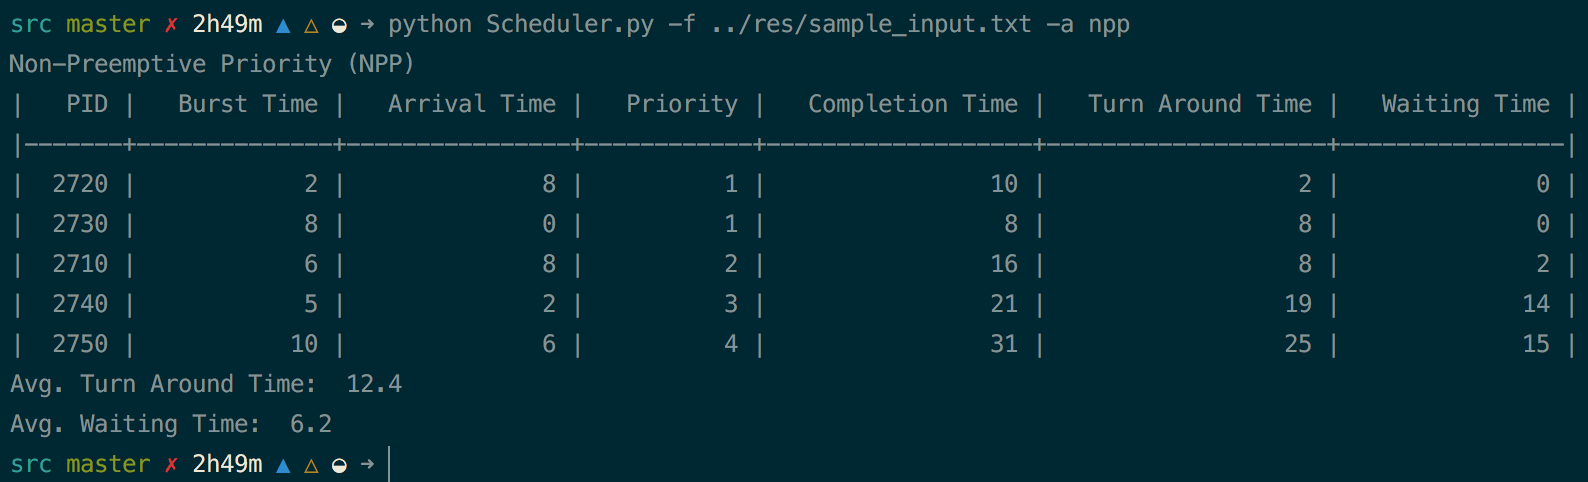 src master ✗ 2h49m ▲ △ ◒ → python Scheduler.py -f ../res/sample_input.txt -a npp
Non-Preemptive Priority (NPP)
|   PID |   Burst Time |   Arrival Time |   Priority |   Completion Time |   Turn Around Time |   Waiting Time |
|-------+--------------+----------------+------------+-------------------+--------------------+----------------|
|  2720 |            2 |              8 |          1 |                10 |                  2 |              0 |
|  2730 |            8 |              0 |          1 |                 8 |                  8 |              0 |
|  2710 |            6 |              8 |          2 |                16 |                  8 |              2 |
|  2740 |            5 |              2 |          3 |                21 |                 19 |             14 |
|  2750 |           10 |              6 |          4 |                31 |                 25 |             15 |
Avg. Turn Around Time:  12.4
Avg. Waiting Time:  6.2
src master ✗ 2h49m ▲ △ ◒ →